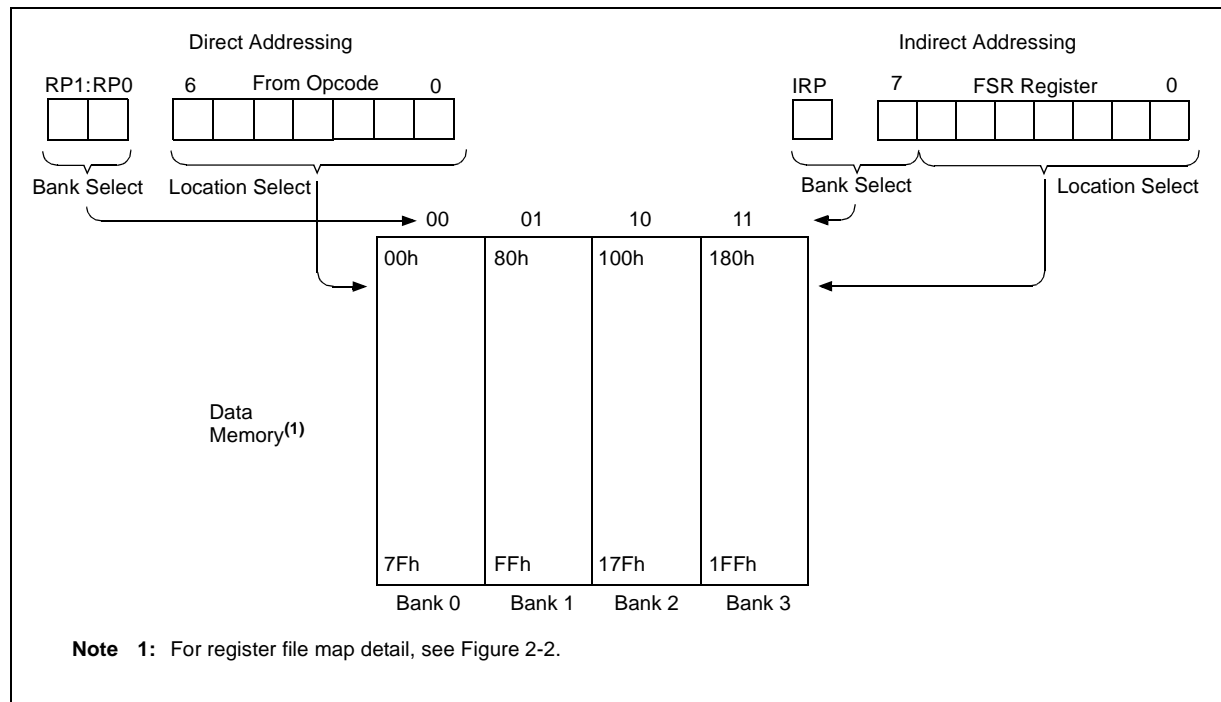 Direct Addressing
Indirect Addressing
RP1:RP0 6 From Opcode 0
IRP 7 FSR Register 0
Bank Select Location Select
Bank Select Location Select
00 01 10 11
00h 80h 100h 180h
Data
Memory(1)
7Fh FFh 17Fh 1FFh
Bank 0 Bank 1 Bank 2 Bank 3
Note 1: For register file map detail, see Figure 2-2.